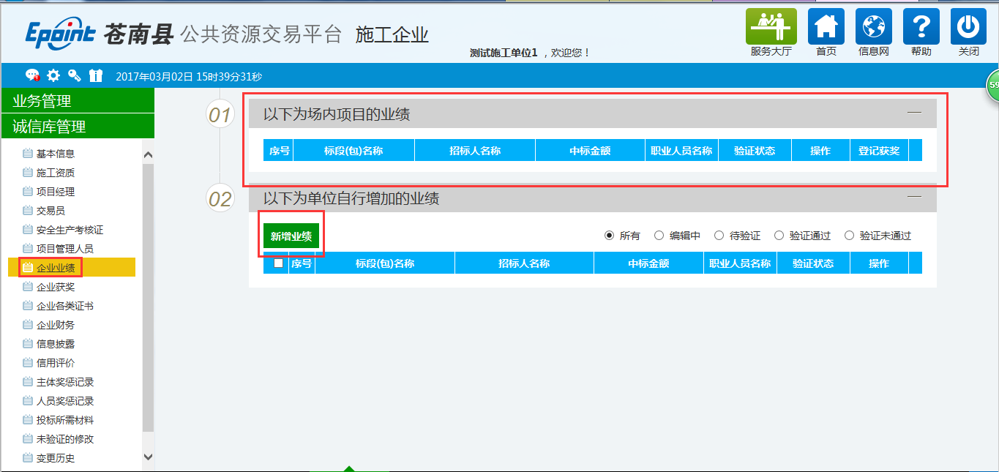 Epoint 苍南县 公共资源交易平台 施工企业
测试施工单位1 ，欢迎您！
服务大厅 首页 信息网 帮助 关闭
2017年03月02日 15时39分31秒
业务管理
诚信库管理
基本信息
施工资质
项目经理
交易员
安全生产考核证
项目管理人员
企业业绩
企业获奖
企业各类证书
企业财务
信息披露
信用评价
主体奖惩记录
人员奖惩记录
投标所需材料
未验证的修改
变更历史
01 以下为场内项目的业绩
序号 标段(包)名称 招标人名称 中标金额 职业人员名称 验证状态 操作 登记获奖
02 以下为单位自行增加的业绩
新增业绩 所有 编辑中 待验证 验证通过 验证未通过
序号 标段(包)名称 招标人名称 中标金额 职业人员名称 验证状态 操作